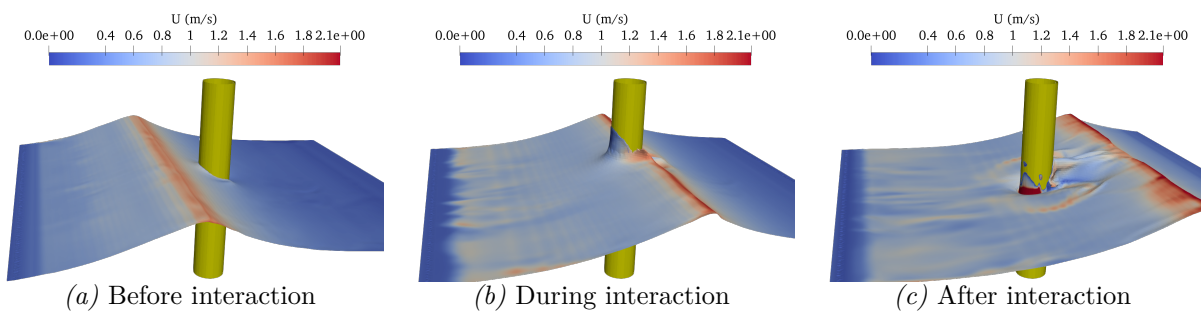 U (m/s)
0.0e+00 0.4 0.6 0.8 1 1.2 1.4 1.6 1.8 2.1e+00
(a) Before interaction
U (m/s)
0.0e+00 0.4 0.6 0.8 1 1.2 1.4 1.6 1.8 2.1e+00
(b) During interaction
U (m/s)
0.0e+00 0.4 0.6 0.8 1 1.2 1.4 1.6 1.8 2.1e+00
(c) After interaction